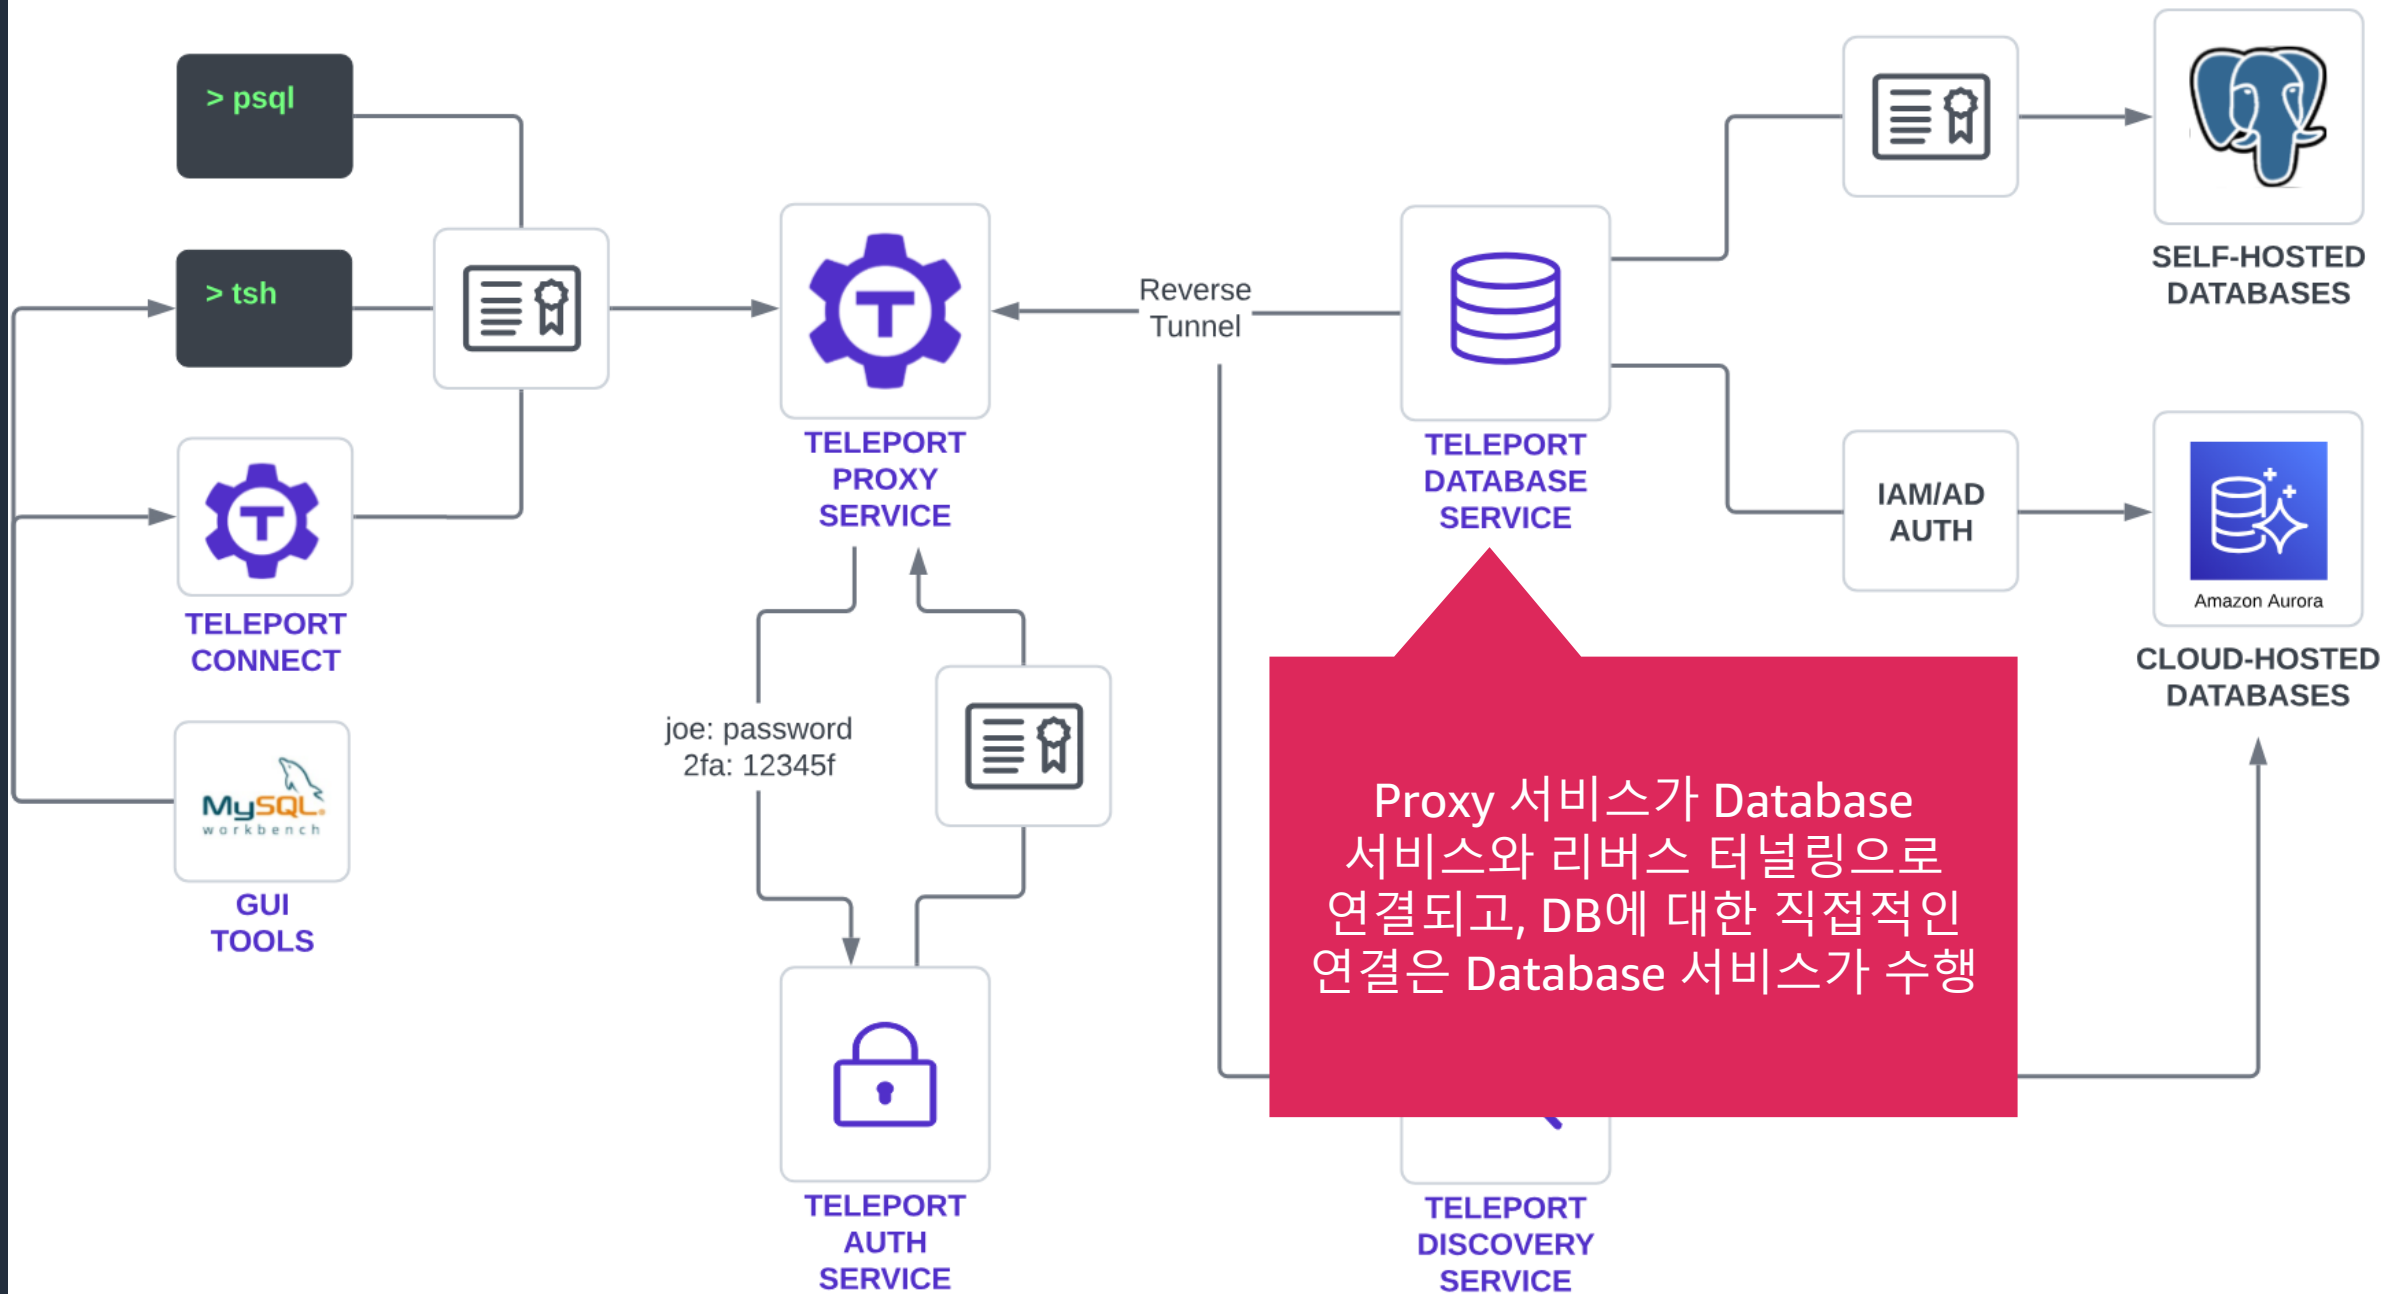 > psql
> tsh
TELEPORT
CONNECT
MySQL
workbench
GUI
TOOLS
TELEPORT
PROXY
SERVICE
joe: password
2fa: 12345f
TELEPORT
AUTH
SERVICE
Reverse
Tunnel
TELEPORT
DATABASE
SERVICE
Proxy 서비스가 Database
서비스와 리버스 터널링으로
연결되고, DB에 대한 직접적인
연결은 Database 서비스가 수행
TELEPORT
DISCOVERY
SERVICE
SELF-HOSTED
DATABASES
IAM/AD
AUTH
Amazon Aurora
CLOUD-HOSTED
DATABASES